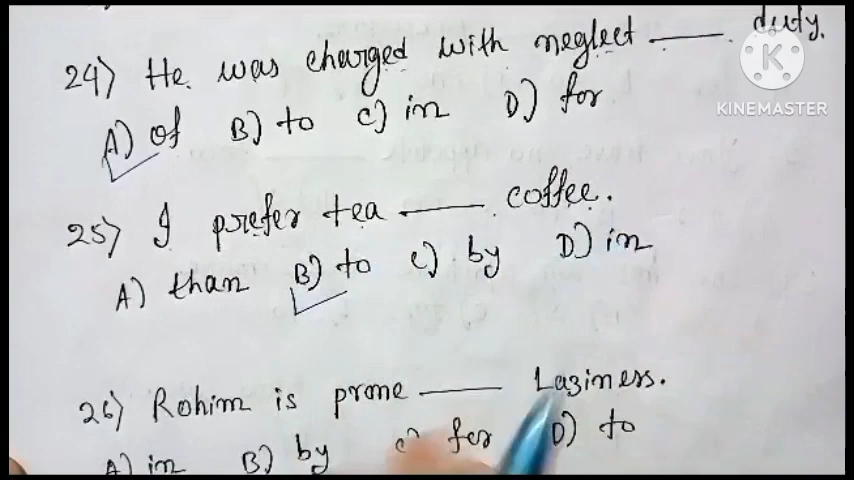 24) He was charged with neglect ___ duty.
A) of B) to C) in D) for
25) I prefer tea ___ coffee.
A) than B) to C) by D) in
26) Rohim is prone ___ Laziness.
A) in B) by C) for D) to
KINEMASTER